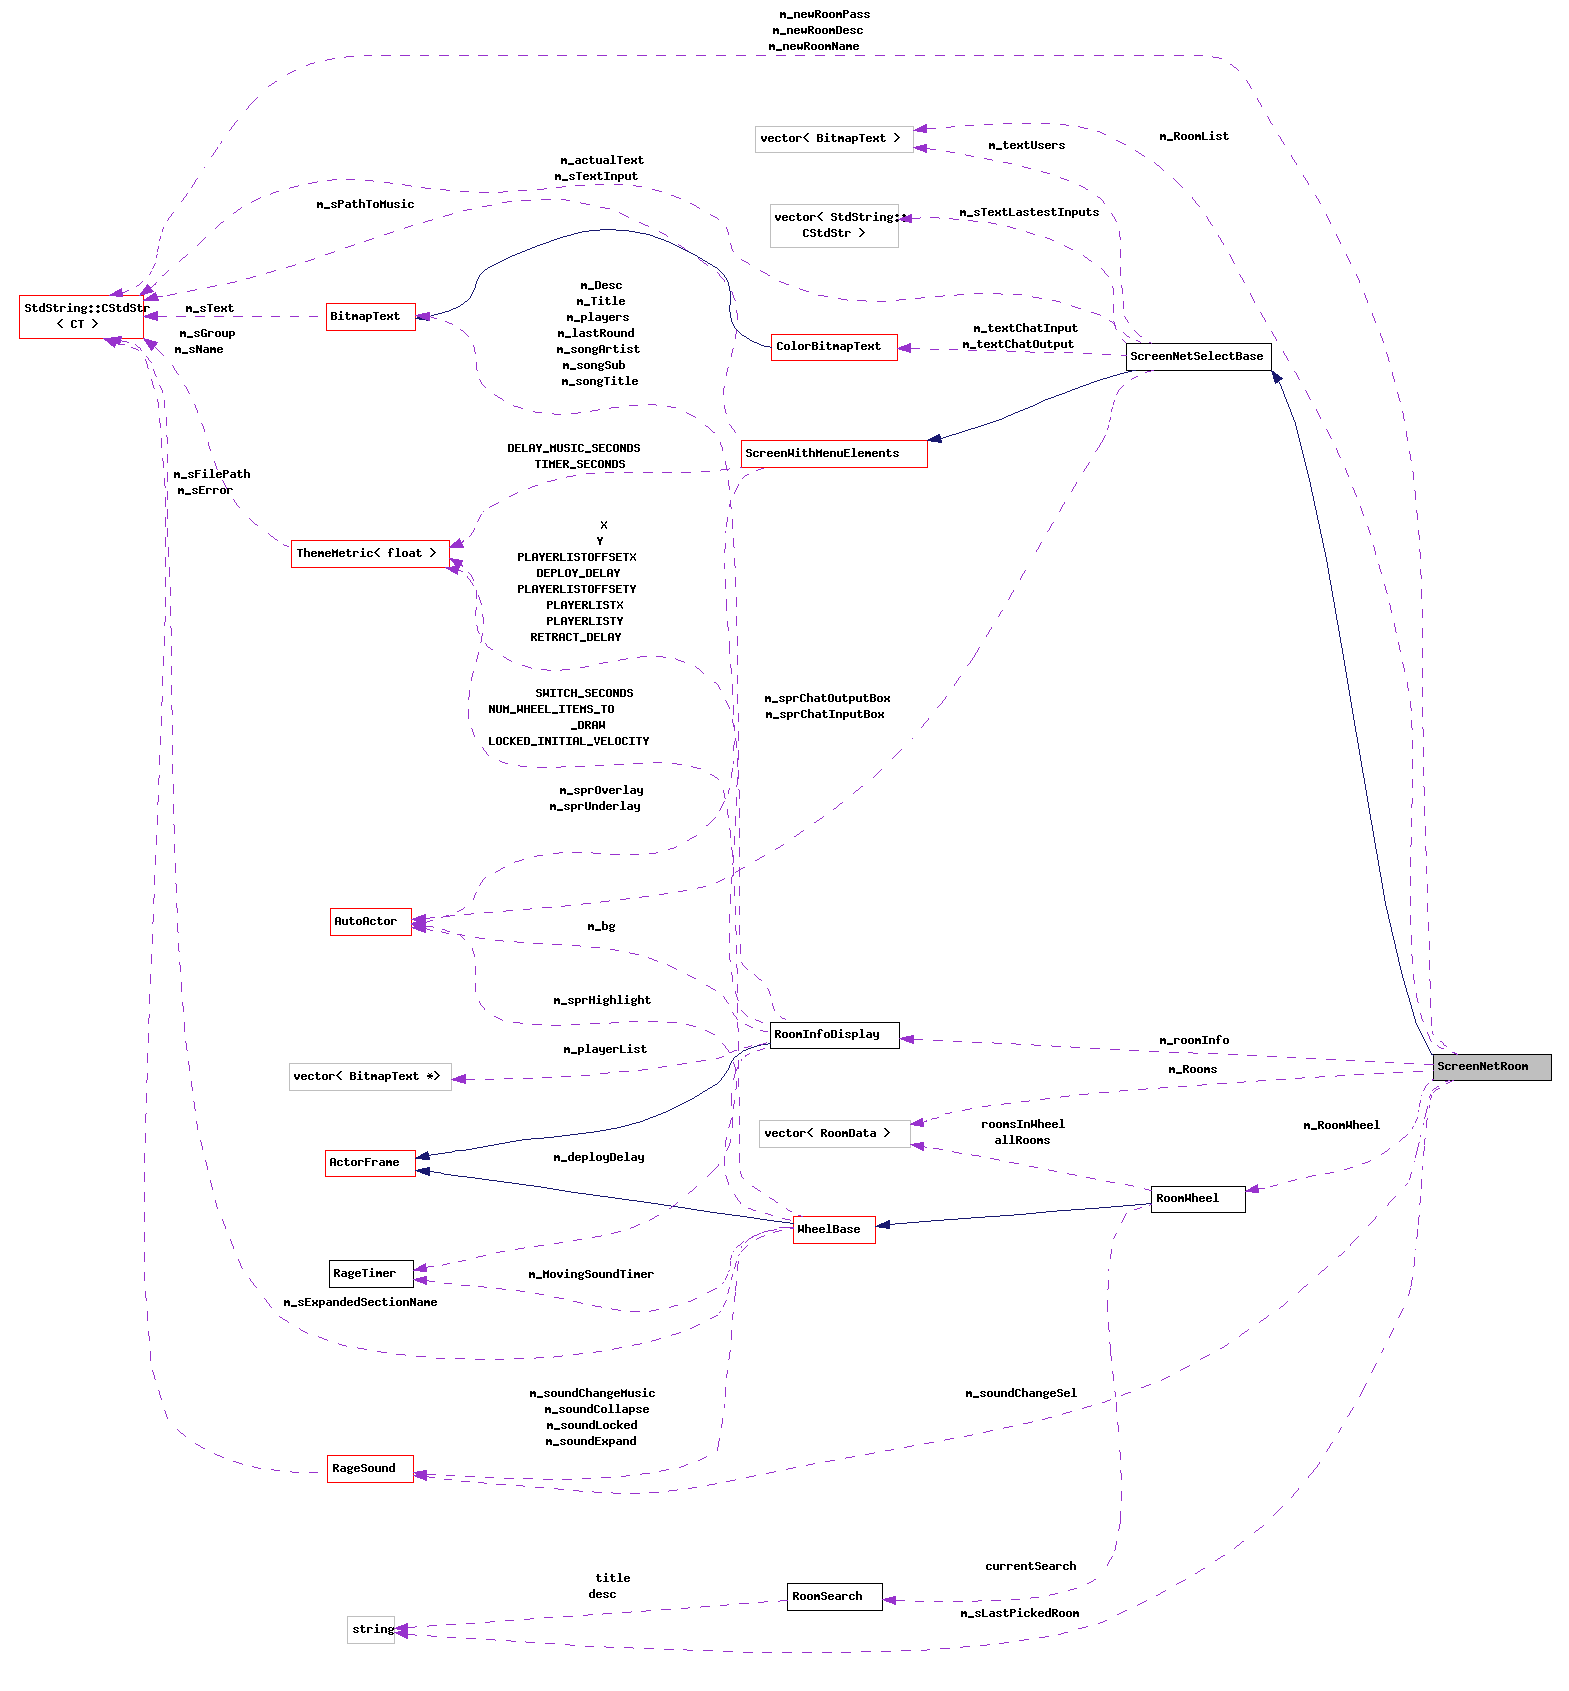 m_newRoomPass
m_newRoomDesc
m_newRoomName
m_RoomList
vector< BitmapText >
m_textUsers
m_actualText
m_sTextInput
m_sPathToMusic
m_sTextLastestInputs
vector< StdString::
CStdStr >
m_Desc
m_Title
m_players
m_lastRound
m_songArtist
m_songSub
m_songTitle
StdString::CStdStr
< CT >
m_sText
BitmapText
m_sGroup
m_sName
m_textChatInput
m_textChatOutput
ColorBitmapText
ScreenNetSelectBase
DELAY_MUSIC_SECONDS
TIMER_SECONDS
ScreenWithMenuElements
m_sFilePath
m_sError
ThemeMetric< float >
X
Y
PLAYERLISTOFFSETX
DEPLOY_DELAY
PLAYERLISTOFFSETY
PLAYERLISTX
PLAYERLISTY
RETRACT_DELAY
SWITCH_SECONDS
NUM_WHEEL_ITEMS_TO
_DRAW
LOCKED_INITIAL_VELOCITY
m_sprChatOutputBox
m_sprChatInputBox
m_sprOverlay
m_sprUnderlay
AutoActor
m_bg
m_sprHighlight
RoomInfoDisplay
m_roomInfo
m_playerList
vector< BitmapText *>
m_Rooms
ScreenNetRoom
vector< RoomData >
roomsInWheel
allRooms
m_RoomWheel
ActorFrame
m_deployDelay
RoomWheel
WheelBase
RageTimer
m_MovingSoundTimer
m_sExpandedSectionName
m_soundChangeMusic
m_soundCollapse
m_soundLocked
m_soundExpand
m_soundChangeSel
RageSound
currentSearch
title
desc
RoomSearch
m_sLastPickedRoom
string